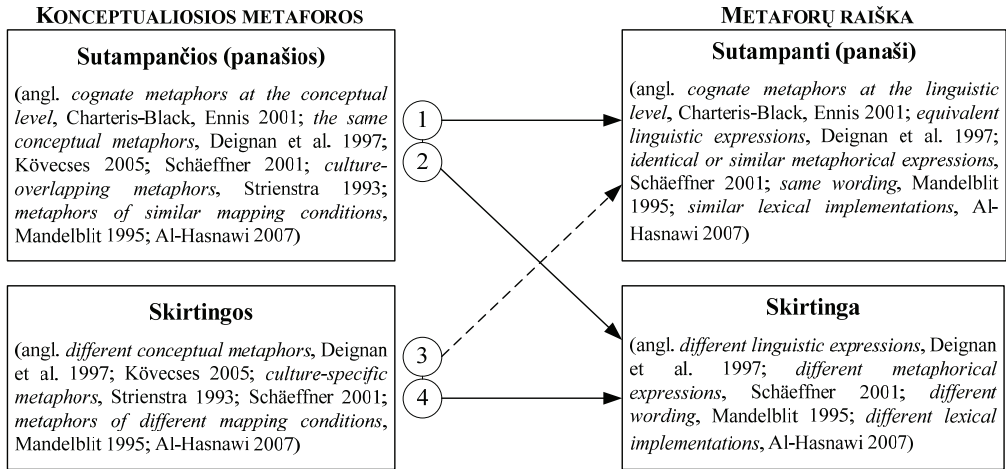 KONCEPTUALIOSIOS METAFOROS
Sutampančios (panašios)
(angl. cognate metaphors at the conceptual
level, Charteris-Black, Ennis 2001; the same
conceptual metaphors, Deignan et al. 1997;
Kövecses 2005; Schäeffner 2001; culture-
overlapping metaphors, Strienstra 1993;
metaphors of similar mapping conditions,
Mandelblit 1995; Al-Hasnawi 2007)
1
2
METAFORŲ RAIŠKA
Sutampanti (panaši)
(angl. cognate metaphors at the linguistic
level, Charteris-Black, Ennis 2001; equivalent
linguistic expressions, Deignan et al. 1997;
identical or similar metaphorical expressions,
Schäeffner 2001; same wording, Mandelblit
1995; similar lexical implementations, Al-
Hasnawi 2007)
Skirtingos
(angl. different conceptual metaphors, Deignan
et al. 1997; Kövecses 2005; culture-specific
metaphors, Strienstra 1993; Schäeffner 2001;
metaphors of different mapping conditions,
Mandelblit 1995; Al-Hasnawi 2007)
3
4
Skirtinga
(angl. different linguistic expressions, Deignan
et al. 1997; different metaphorical
expressions, Schäeffner 2001; different
wording, Mandelblit 1995; different lexical
implementations, Al-Hasnawi 2007)